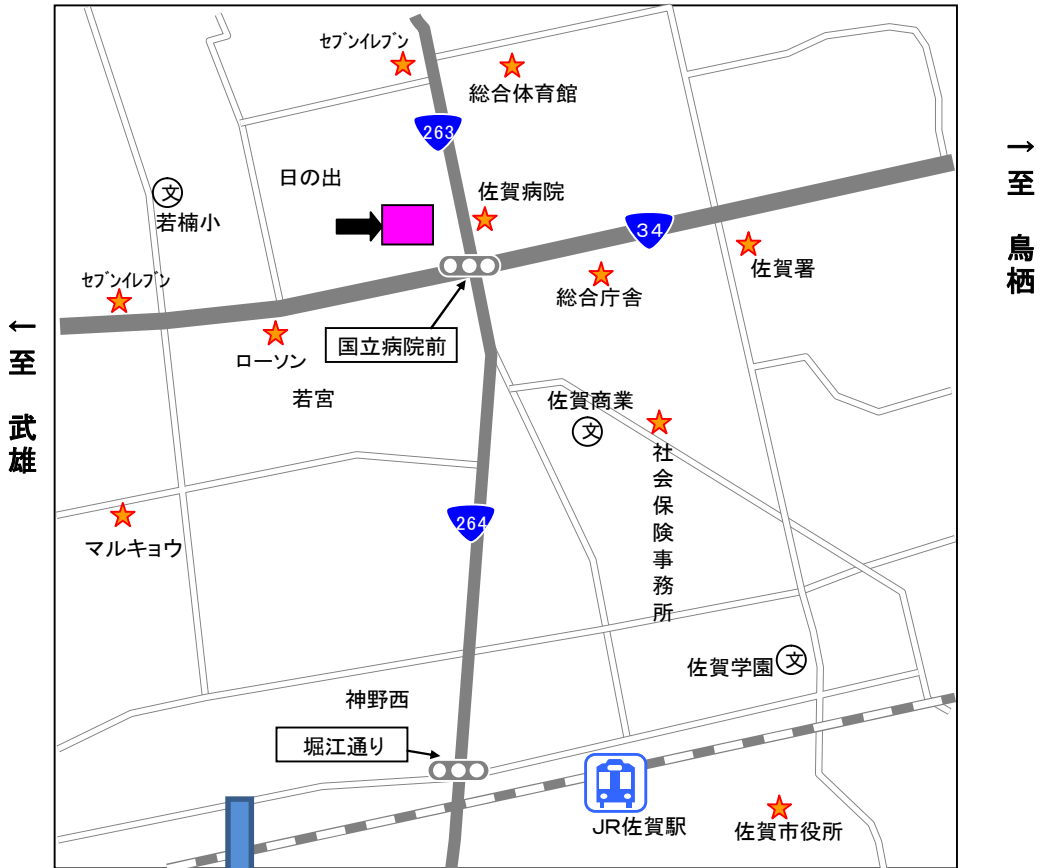 セブンイレブン
総合体育館
263
日の出
佐賀病院
文
若楠小
34
佐賀署
セブンイレブン
総合庁舎
国立病院前
ローソン
若宮
佐賀商業
文
社会保険事務所
264
マルキョウ
佐賀学園
文
神野西
堀江通り
JR佐賀駅
佐賀市役所
←至 武雄
→至 鳥栖